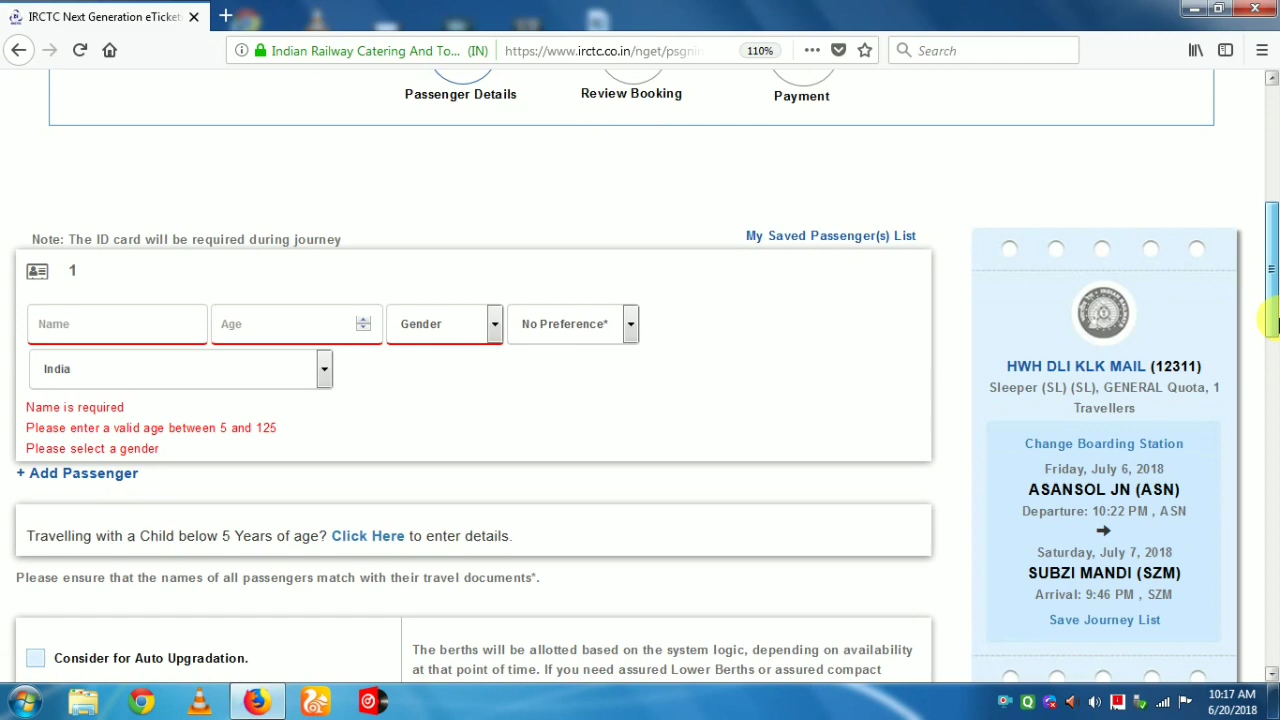 IRCTC Next Generation eTicket
Indian Railway Catering And To... (IN)
https://www.irctc.co.in/nget/psgnin
110%
Search
Passenger Details
Review Booking
Payment
Note: The ID card will be required during journey
My Saved Passenger(s) List
1
Name
Age
Gender
No Preference*
India
Name is required
Please enter a valid age between 5 and 125
Please select a gender
+ Add Passenger
Travelling with a Child below 5 Years of age? Click Here to enter details.
Please ensure that the names of all passengers match with their travel documents*.
Consider for Auto Upgradation.
The berths will be allotted based on the system logic, depending on availability
at that point of time. If you need assured Lower Berths or assured compact
HWH DLI KLK MAIL (12311)
Sleeper (SL) (SL), GENERAL Quota, 1
Travellers
Change Boarding Station
Friday, July 6, 2018
ASANSOL JN (ASN)
Departure: 10:22 PM , ASN
Saturday, July 7, 2018
SUBZI MANDI (SZM)
Arrival: 9:46 PM , SZM
Save Journey List
10:17 AM
6/20/2018